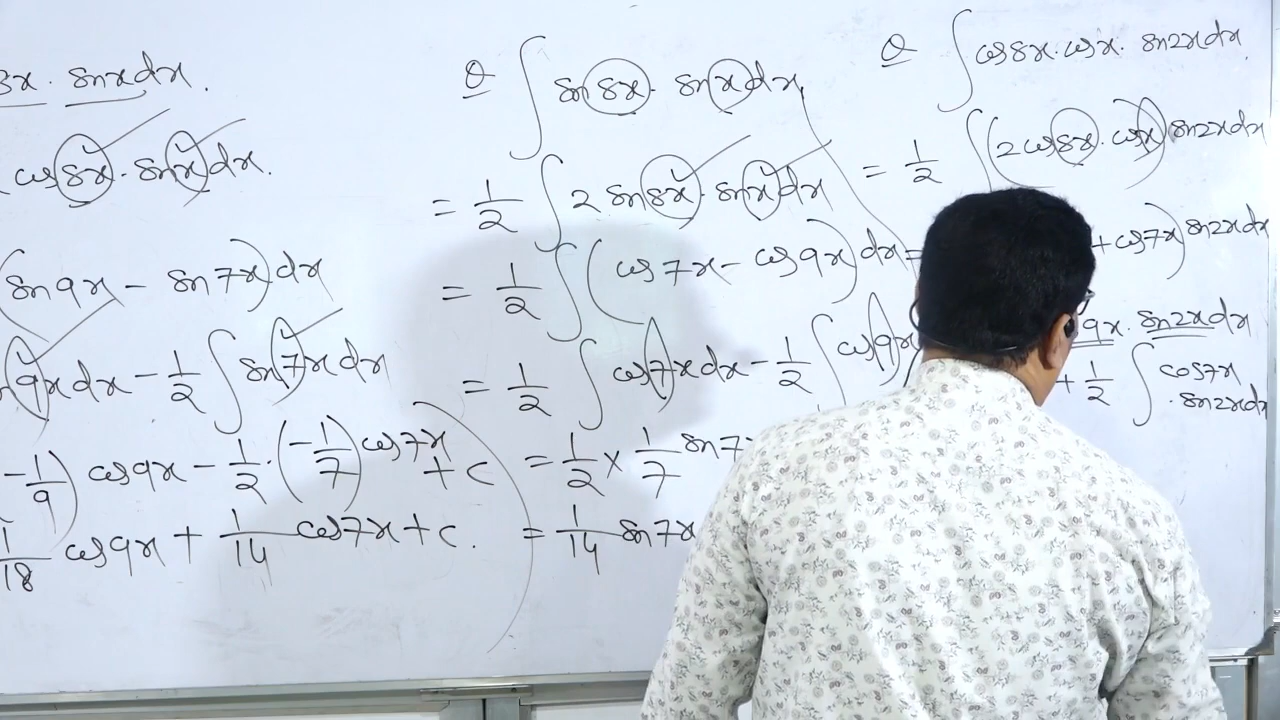 3x · sinx dx.
cos8x · sinx dx.
(sin9x − sin7x) dx
9x dx − 1/2 ∫ sin7x dx
−1/9) cos9x − 1/2 · (−1/7) cos7x + c
1/18 cos9x + 1/14 cos7x + c.
Q ∫ sin8x · sinx dx
= 1/2 ∫ 2 sin8x · sinx dx
= 1/2 ∫ (cos7x − cos9x) dx
= 1/2 ∫ cos7x dx − 1/2 ∫ cos9x
= 1/2 × 1/7 sin7
= 1/14 sin7x
Q ∫ cos8x · cosx · sin2x dx.
= 1/2 ∫ (2 cos8x · cosx) sin2x dx
= + cos7x) sin2x dx
9x · sin2x dx
+ 1/2 ∫ cos7x
· sin2x dx